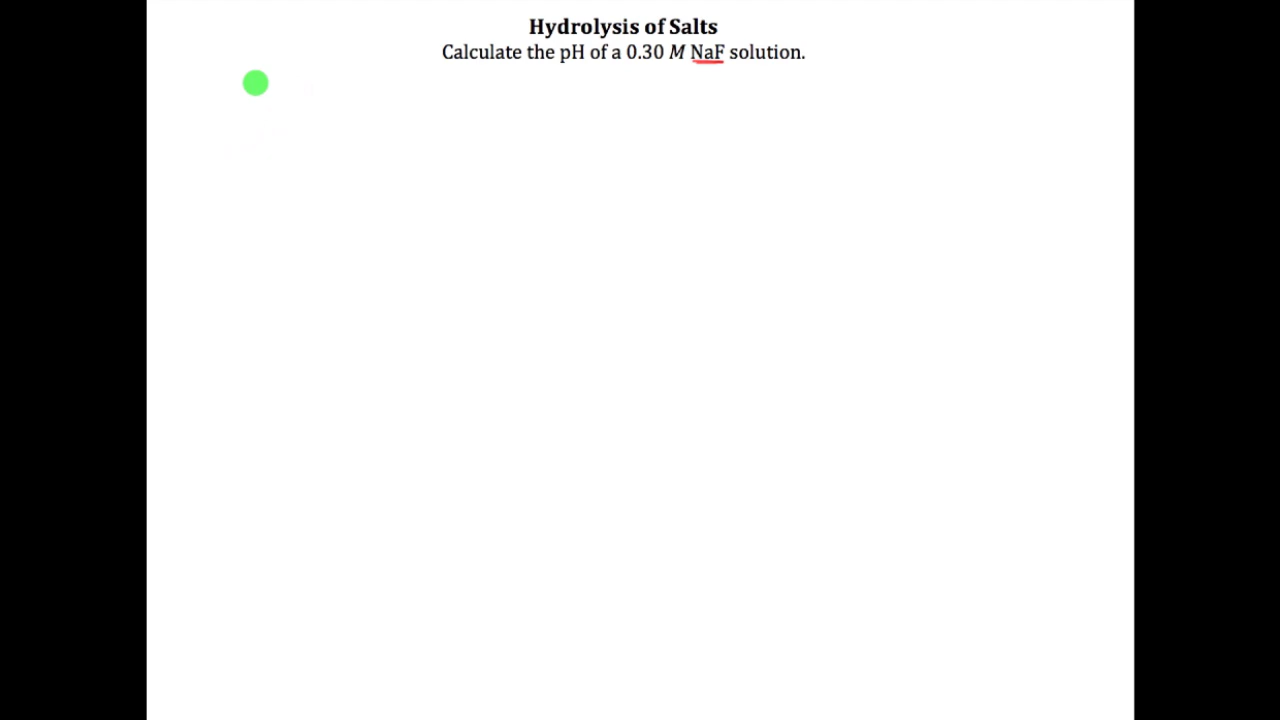 Hydrolysis of Salts
Calculate the pH of a 0.30 M NaF solution.